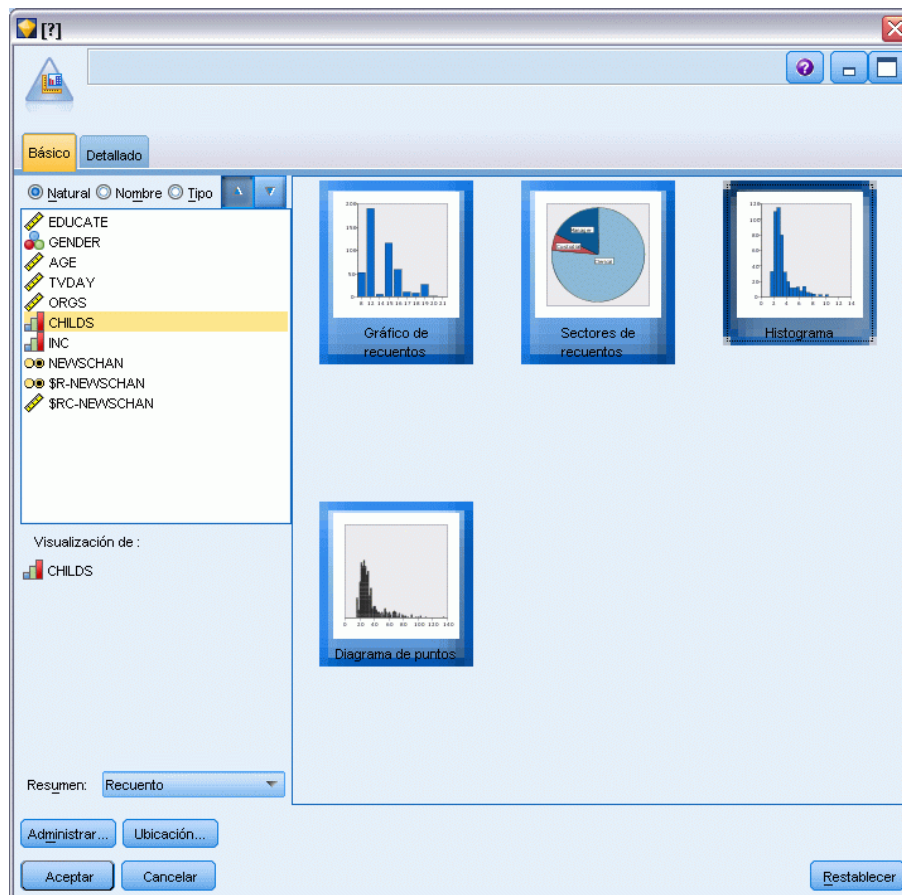 [?]
Básico Detallado
Natural Nombre Tipo
EDUCATE
GENDER
AGE
TVDAY
ORGS
CHILDS
INC
NEWSCHAN
$R-NEWSCHAN
$RC-NEWSCHAN
Visualización de :
CHILDS
Gráfico de
recuentos
Sectores de
recuentos
Histograma
Diagrama de puntos
Resumen: Recuento
Administrar... Ubicación...
Aceptar Cancelar
Restablecer